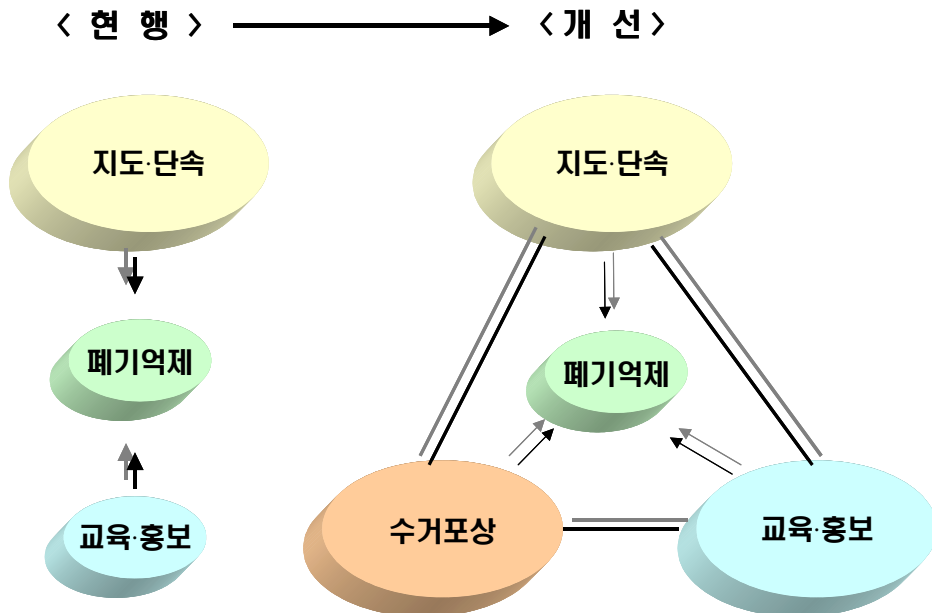 〈 현 행 〉
〈 개 선 〉
지도·단속
지도·단속
폐기억제
폐기억제
교육·홍보
수거포상
교육·홍보